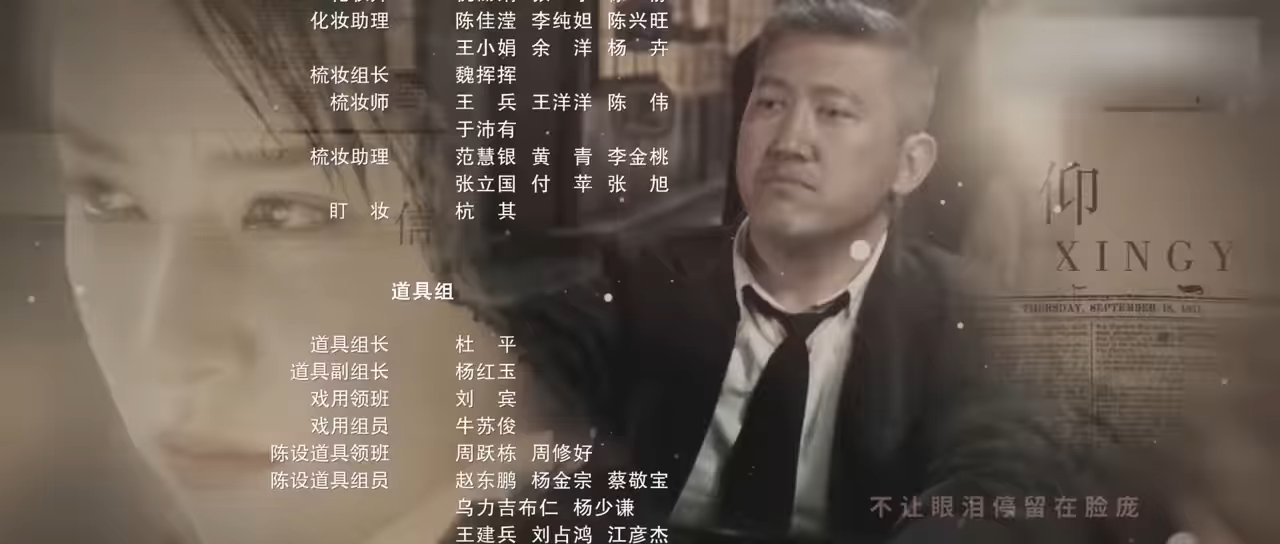 化妆助理 陈佳滢 李纯妲 陈兴旺
王小娟 余 洋 杨 卉
梳妆组长 魏挥挥
梳妆师 王 兵 王洋洋 陈 伟
于沛有
梳妆助理 范慧银 黄 青 李金桃
张立国 付 苹 张 旭
盯 妆 杭 其
信
仰
XINGY
道具组
THURSDAY, SEPTEMBER 18,
道具组长 杜 平
道具副组长 杨红玉
戏用领班 刘 宾
戏用组员 牛苏俊
陈设道具领班 周跃栋 周修好
陈设道具组员 赵东鹏 杨金宗 蔡敬宝
乌力吉布仁 杨少谦
王建兵 刘占鸿 江彦杰
不让眼泪停留在脸庞